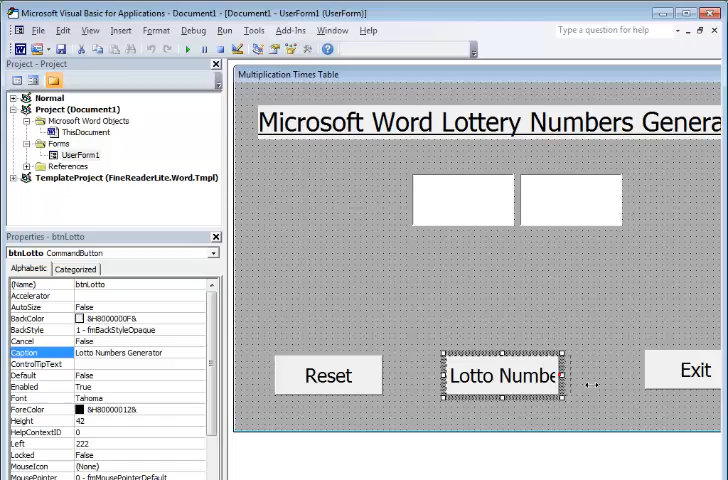 Microsoft Visual Basic for Applications - Document1 - [Document1 - UserForm1 (UserForm)]
File Edit View Insert Format Debug Run Tools Add-Ins Window Help
Type a question for help
Project - Project
Normal
Project (Document1)
Microsoft Word Objects
ThisDocument
Forms
UserForm1
References
TemplateProject (FineReaderLite.Word.Tmpl)
Properties - btnLotto
btnLotto CommandButton
Alphabetic Categorized
(Name) btnLotto
Accelerator
AutoSize False
BackColor &H8000000F&
BackStyle 1 - fmBackStyleOpaque
Cancel False
Caption Lotto Numbers Generator
ControlTipText
Default False
Enabled True
Font Tahoma
ForeColor &H80000012&
Height 42
HelpContextID 0
Left 222
Locked False
MouseIcon (None)
MousePointer 0 - fmMousePointerDefault
Multiplication Times Table
Microsoft Word Lottery Numbers Genera
Reset
Lotto Numbe
Exit